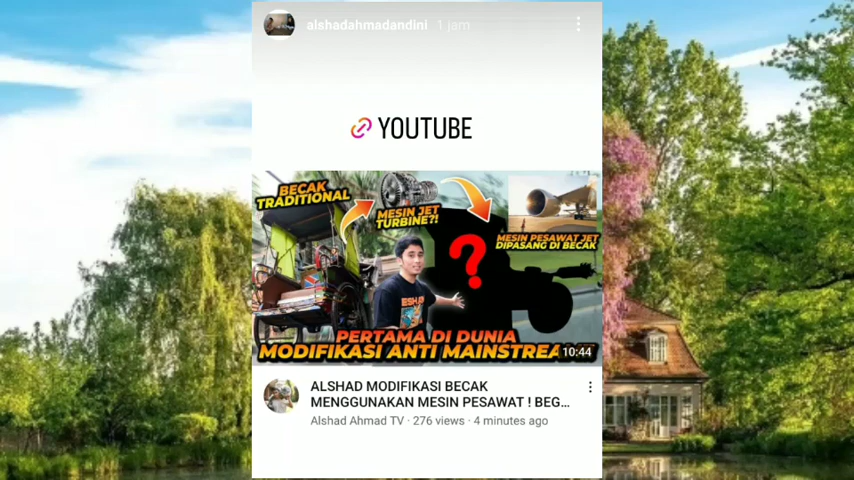 alshadahmadandini 1 jam
YOUTUBE
BECAK
TRADITIONAL
MESIN JET
TURBINE?!
MESIN PESAWAT JET
DIPASANG DI BECAK
?
PERTAMA DI DUNIA
MODIFIKASI ANTI MAINSTREA
10:44
ALSHAD MODIFIKASI BECAK
MENGGUNAKAN MESIN PESAWAT ! BEG...
Alshad Ahmad TV · 276 views · 4 minutes ago